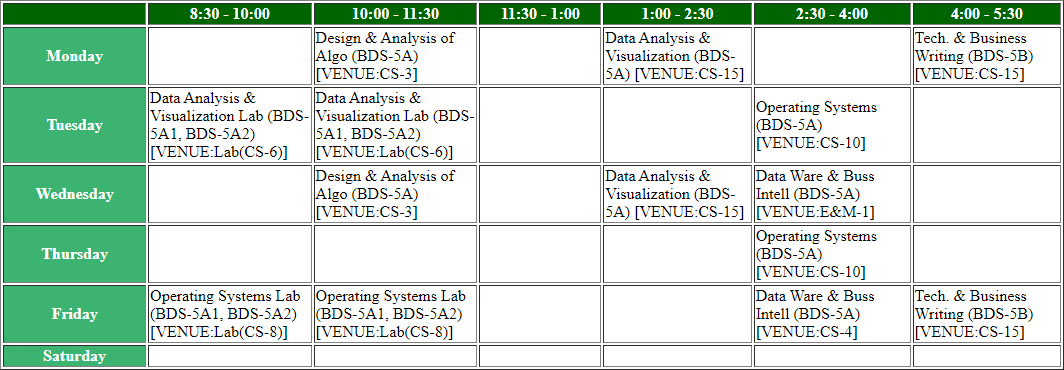 8:30 - 10:00 10:00 - 11:30 11:30 - 1:00 1:00 - 2:30 2:30 - 4:00 4:00 - 5:30
Monday
Design & Analysis of
Algo (BDS-5A)
[VENUE:CS-3]
Data Analysis &
Visualization (BDS-
5A) [VENUE:CS-15]
Tech. & Business
Writing (BDS-5B)
[VENUE:CS-15]
Tuesday
Data Analysis &
Visualization Lab (BDS-
5A1, BDS-5A2)
[VENUE:Lab(CS-6)]
Data Analysis &
Visualization Lab (BDS-
5A1, BDS-5A2)
[VENUE:Lab(CS-6)]
Operating Systems
(BDS-5A)
[VENUE:CS-10]
Wednesday
Design & Analysis of
Algo (BDS-5A)
[VENUE:CS-3]
Data Analysis &
Visualization (BDS-
5A) [VENUE:CS-15]
Data Ware & Buss
Intell (BDS-5A)
[VENUE:E&M-1]
Thursday
Operating Systems
(BDS-5A)
[VENUE:CS-10]
Friday
Operating Systems Lab
(BDS-5A1, BDS-5A2)
[VENUE:Lab(CS-8)]
Operating Systems Lab
(BDS-5A1, BDS-5A2)
[VENUE:Lab(CS-8)]
Data Ware & Buss
Intell (BDS-5A)
[VENUE:CS-4]
Tech. & Business
Writing (BDS-5B)
[VENUE:CS-15]
Saturday